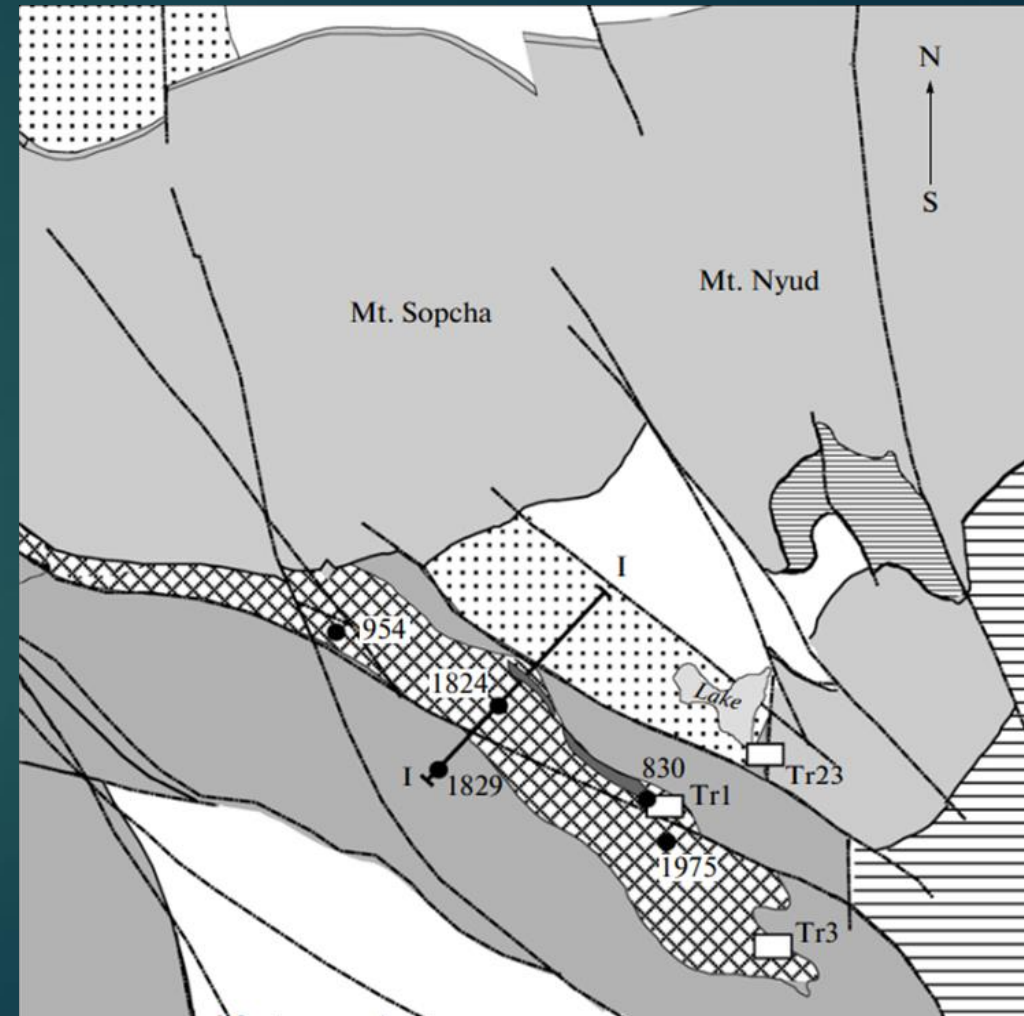 N
S
Mt. Nyud
Mt. Sopcha
I
954
1824
Lake
I
1829
830
Tr1
Tr23
1975
Tr3